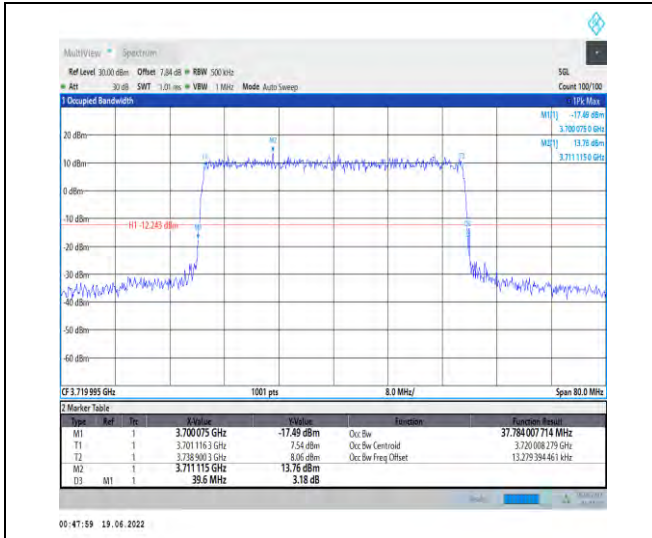 MultiView Spectrum
Ref Level 30.00 dBm Offset 7.84 dB RBW 500 kHz SGL
Att 30 dB SWT 1.01 ms VBW 1 MHz Mode Auto Sweep Count 100/100
1 Occupied Bandwidth 1Pk Max
M1[1] -17.49 dBm
3.700 075 0 GHz
M2[1] 13.76 dBm
3.711 115 0 GHz
20 dBm
M2
10 dBm
0 dBm
-10 dBm
H1 -12.243 dBm
M1
-30 dBm
-50 dBm
-60 dBm
CF 3.719 995 GHz 1001 pts 8.0 MHz/ Span 80.0 MHz
2 Marker Table
Type Ref Trc X-Value Y-Value Function Function Result
M1 1 3.700 075 GHz -17.49 dBm Occ Bw 37.784 007 714 MHz
T1 1 3.701 116 3 GHz 7.54 dBm Occ Bw Centroid 3.720 008 279 GHz
T2 1 3.738 900 3 GHz 8.06 dBm Occ Bw Freq Offset 13.279 394 461 kHz
M2 1 3.711 115 GHz 13.76 dBm
D3 M1 1 39.6 MHz 3.18 dB
00:47:59 19.06.2022